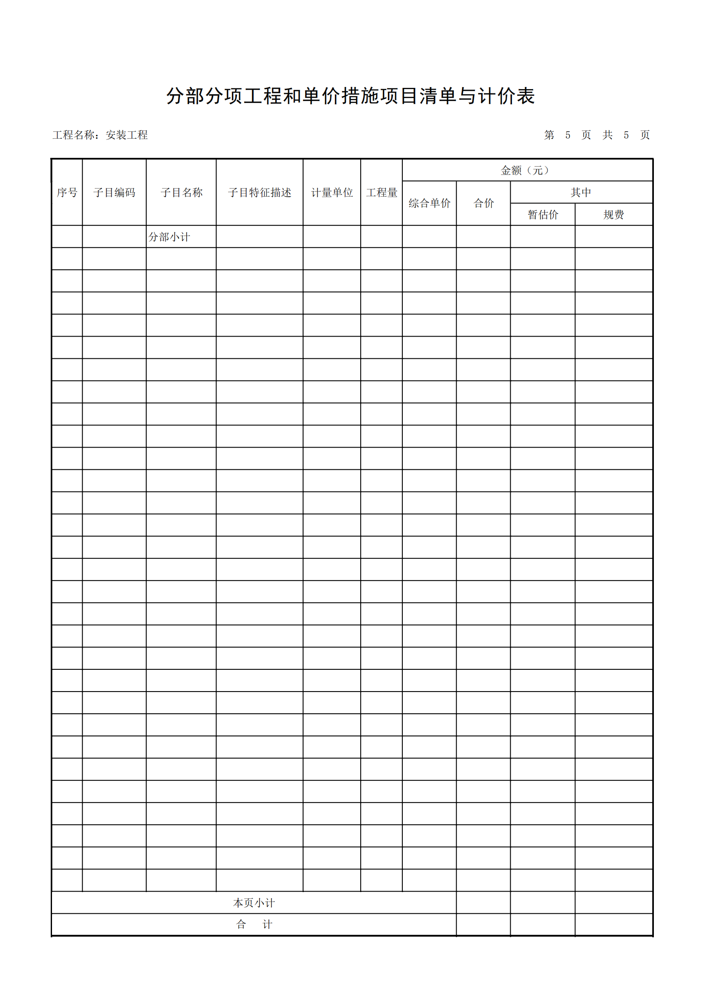 分部分项工程和单价措施项目清单与计价表
工程名称：安装工程
第 5 页 共 5 页
序号 子目编码 子目名称 子目特征描述 计量单位 工程量 金额（元）
综合单价 合价 其中
暂估价 规费
分部小计
本页小计
合 计